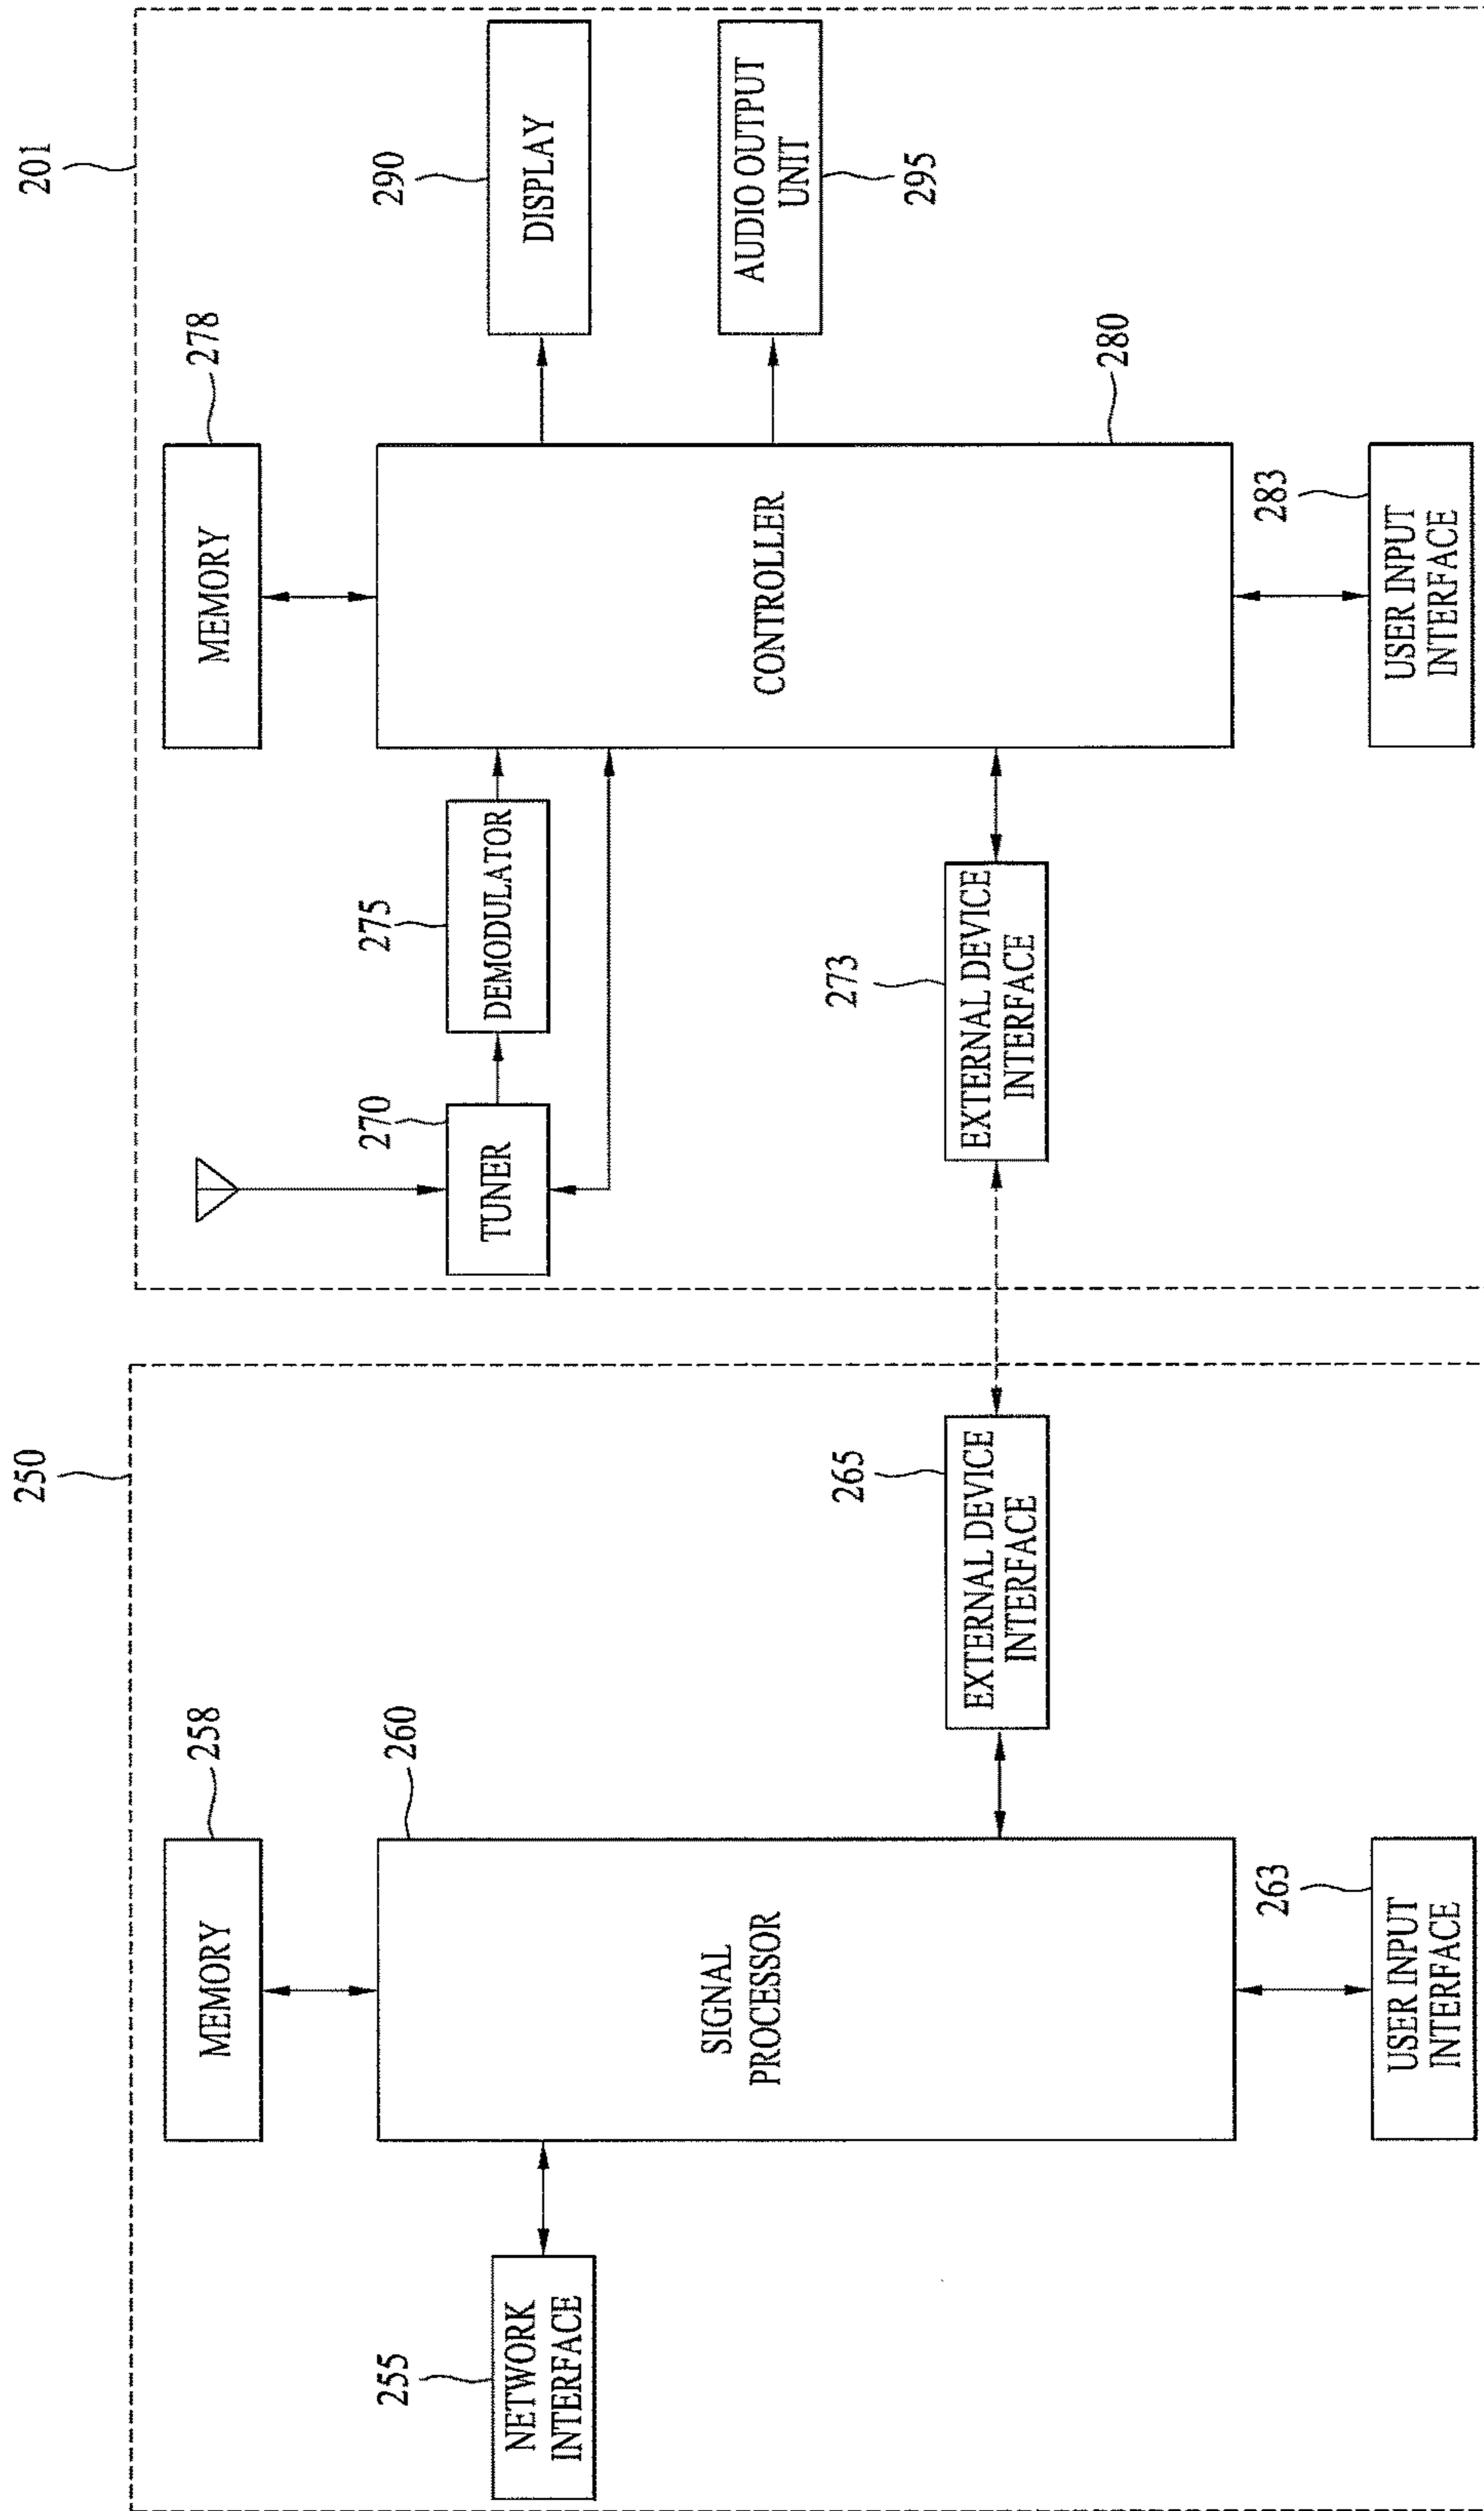 250
258
MEMORY
260
SIGNAL
PROCESSOR
255
NETWORK
INTERFACE
265
EXTERNAL DEVICE
INTERFACE
263
USER INPUT
INTERFACE
201
278
MEMORY
270
TUNER
275
DEMODULATOR
290
DISPLAY
CONTROLLER
AUDIO OUTPUT
UNIT
295
280
273
EXTERNAL DEVICE
INTERFACE
283
USER INPUT
INTERFACE